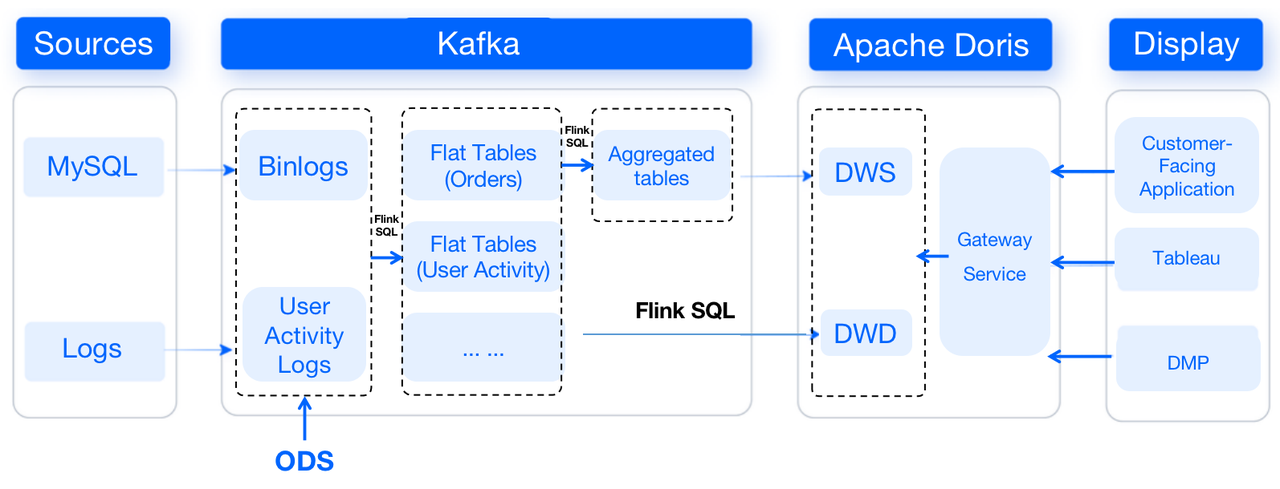 Sources
Kafka
Apache Doris
Display
MySQL
Logs
Binlogs
User
Activity
Logs
ODS
Flink
SQL
Flat Tables
(Orders)
Flat Tables
(User Activity)
... ...
Flink
SQL
Aggregated
tables
Flink SQL
DWS
DWD
Gateway
Service
Customer-
Facing
Application
Tableau
DMP